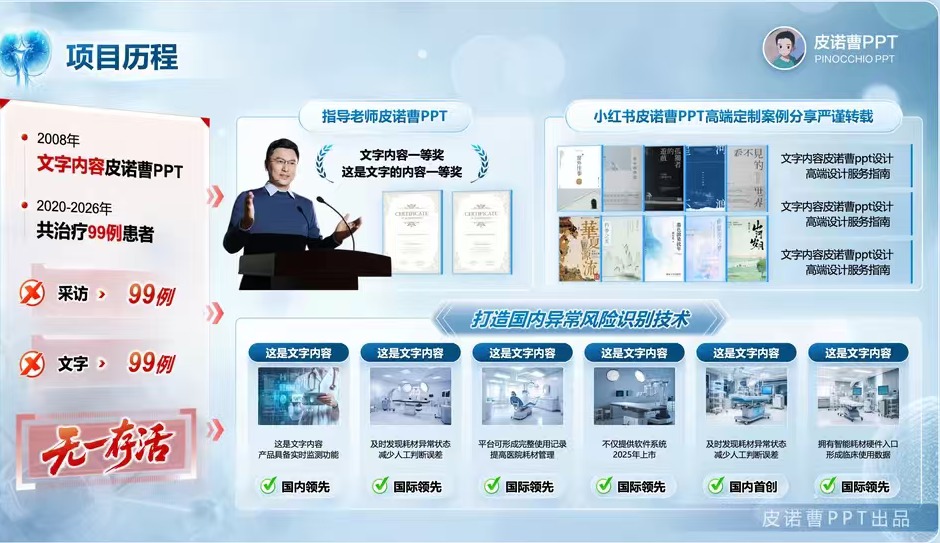 项目历程
皮诺曹PPT
PINOCCHIO PPT
2008年
文字内容皮诺曹PPT
2020-2026年
共治疗99例患者
采访 99例
文字 99例
无一存活
指导老师皮诺曹PPT
文字内容一等奖
这是文字的内容一等奖
CERTIFICATE
CERTIFICATE
小红书皮诺曹PPT高端定制案例分享严谨转载
文字内容皮诺曹ppt设计
高端设计服务指南
文字内容皮诺曹ppt设计
高端设计服务指南
文字内容皮诺曹ppt设计
高端设计服务指南
打造国内异常风险识别技术
这是文字内容
这是文字内容
产品具备实时监测功能
国内领先
这是文字内容
及时发现耗材异常状态
减少人工判断误差
国际领先
这是文字内容
平台可形成完整使用记录
提高医院耗材管理
国际领先
这是文字内容
不仅提供软件系统
2025年上市
国际领先
这是文字内容
及时发现耗材异常状态
减少人工判断误差
国内首创
这是文字内容
拥有智能耗材硬件入口
形成临床使用数据
国际领先
皮诺曹PPT出品